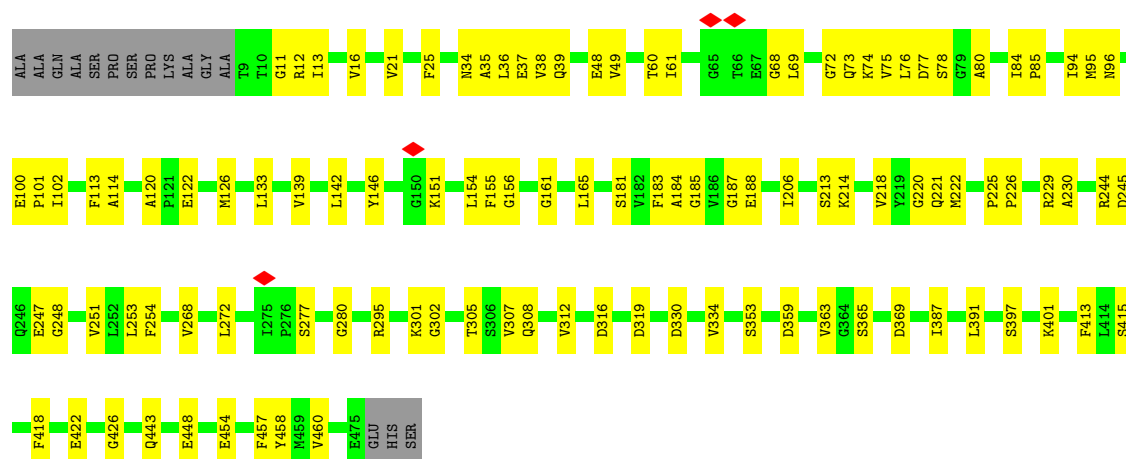 ALA ALA GLN ALA SER PRO SER PRO LYS ALA GLY ALA T9 T10 G11 R12 I13 V16 V21 F25 N34 A35 L36 E37 V38 Q39 E48 V49 T60 I61 G65 T66 E67 G68 L69 G72 Q73 K74 V75 L76 D77 S78 G79 A80 I84 P85 I94 M95 N96
E100 P101 I102 F113 A114 A120 P121 E122 M126 L133 V139 L142 Y146 G150 K151 L154 F155 G156 G161 L165 S181 V182 F183 A184 G185 V186 G187 E188 I206 S213 K214 V218 Y219 G220 Q221 M222 P225 P226 R229 A230 R244 D245
Q246 E247 G248 V251 L252 L253 F254 V268 L272 I275 P276 S277 G280 R295 K301 G302 T305 S306 V307 Q308 V312 D316 D319 D330 V334 S353 D359 V363 G364 S365 D369 I387 L391 S397 K401 F413 L414 S415
F418 E422 G426 Q443 E448 E454 F457 Y458 M459 V460 E475 GLU HIS SER